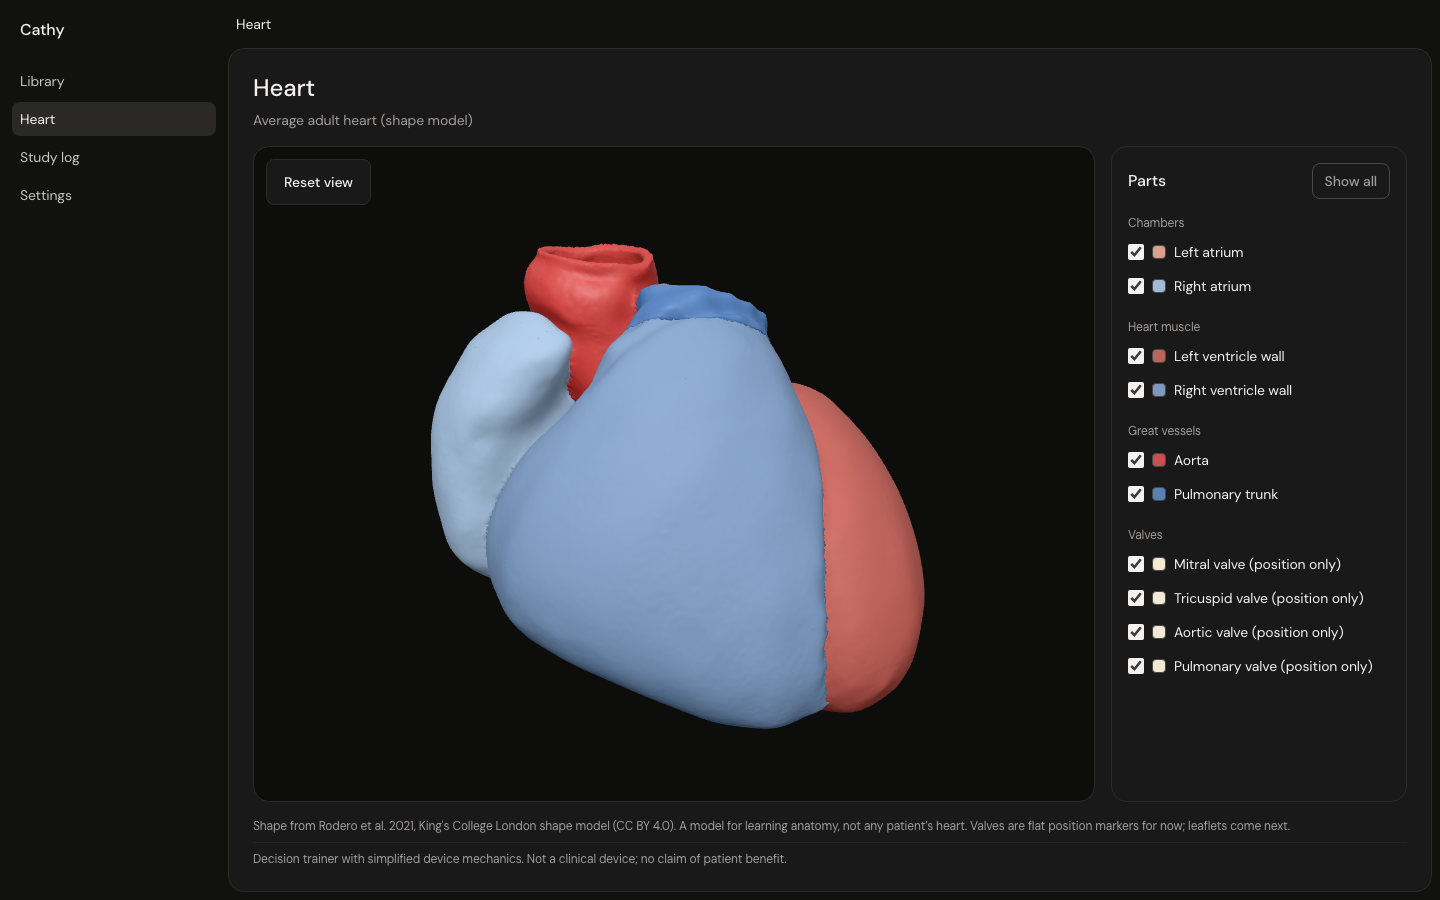 Cathy
Library
Heart
Study log
Settings
Heart
Heart
Average adult heart (shape model)
Reset view
Parts
Show all
Chambers
Left atrium
Right atrium
Heart muscle
Left ventricle wall
Right ventricle wall
Great vessels
Aorta
Pulmonary trunk
Valves
Mitral valve (position only)
Tricuspid valve (position only)
Aortic valve (position only)
Pulmonary valve (position only)
Shape from Rodero et al. 2021, King's College London shape model (CC BY 4.0). A model for learning anatomy, not any patient's heart. Valves are flat position markers for now; leaflets come next.
Decision trainer with simplified device mechanics. Not a clinical device; no claim of patient benefit.